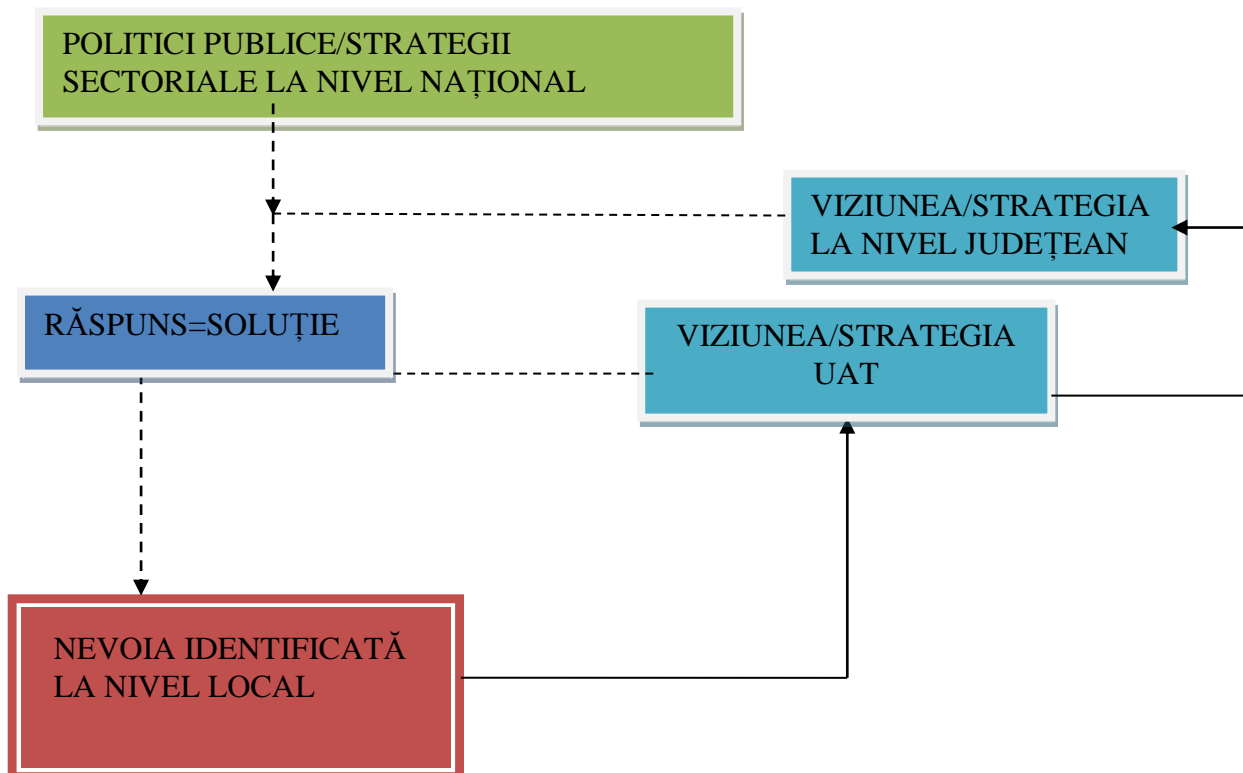 POLITICI PUBLICE/STRATEGII
SECTORIALE LA NIVEL NAȚIONAL
VIZIUNEA/STRATEGIA
LA NIVEL JUDEȚEAN
RĂSPUNS=SOLUȚIE
VIZIUNEA/STRATEGIA
UAT
NEVOIA IDENTIFICATĂ
LA NIVEL LOCAL